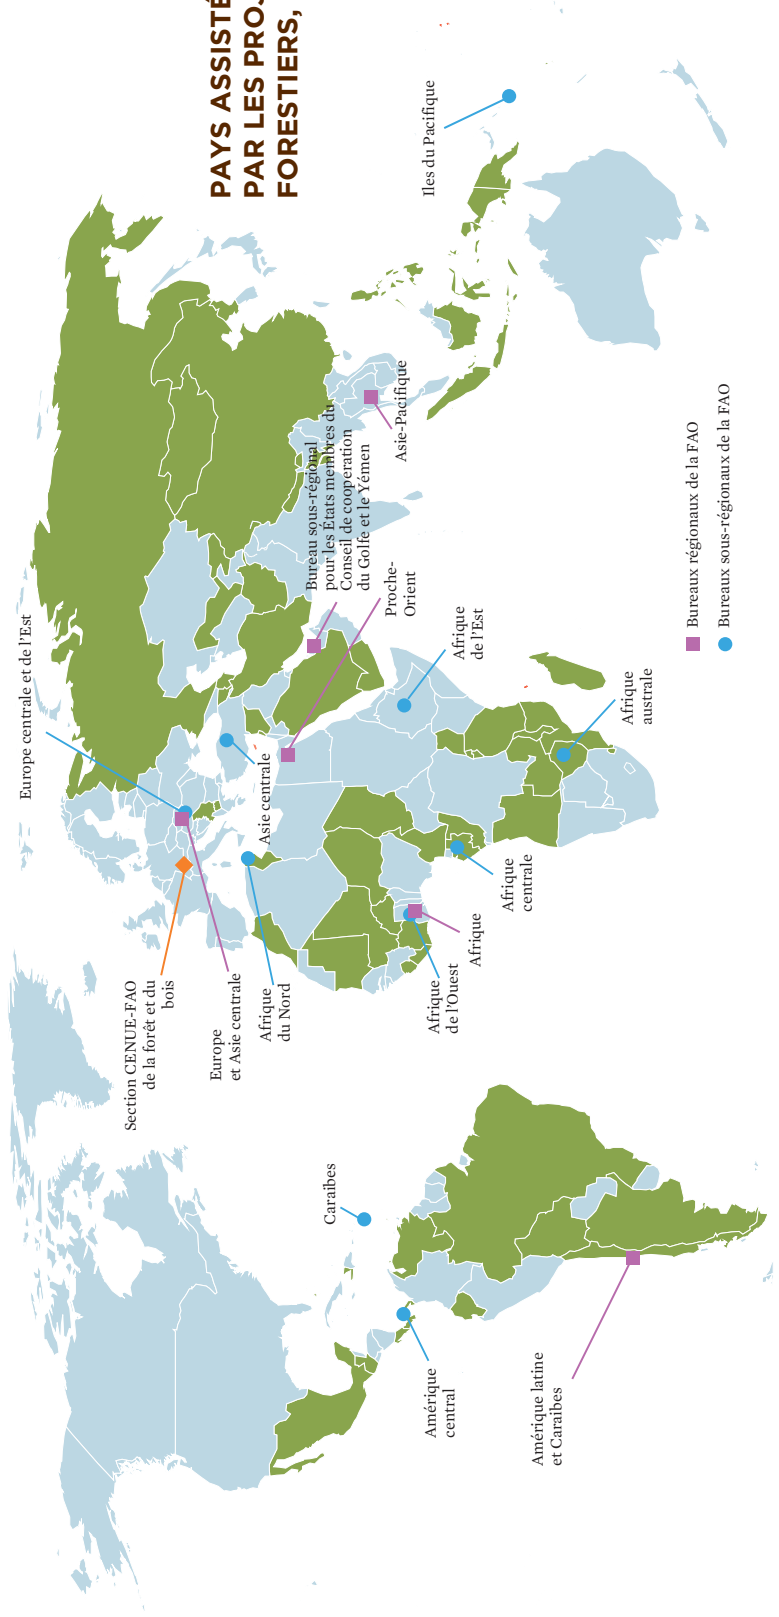 PAYS ASSISTÉ
PAR LES PROJ
FORESTIERS,
Europe centrale et de l'Est
Section CENUE-FAO
de la forêt et du
bois
Europe
et Asie centrale
Afrique
du Nord
Asie centrale
Bureau sous-régional
pour les États membres du
Conseil de cooperation
du Golfe et le Yémen
Proche-
Orient
Asie-Pacifique
Iles du Pacifique
Caraibes
Amérique
central
Amérique latine
et Caraibes
Afrique
de l'Ouest
Afrique
Afrique
centrale
Afrique
de l'Est
Afrique
australe
Bureaux régionaux de la FAO
Bureaux sous-régionaux de la FAO